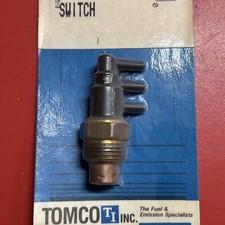 SWITCH
TOMCO TI INC.
The Fuel &
Emission Specialists